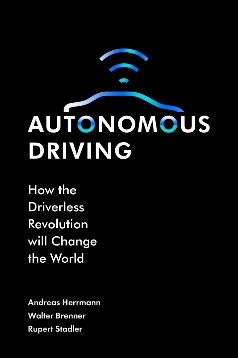 AUTONOMOUS
DRIVING
How the
Driverless
Revolution
will Change
the World
Andreas Herrmann
Walter Brenner
Rupert Stadler